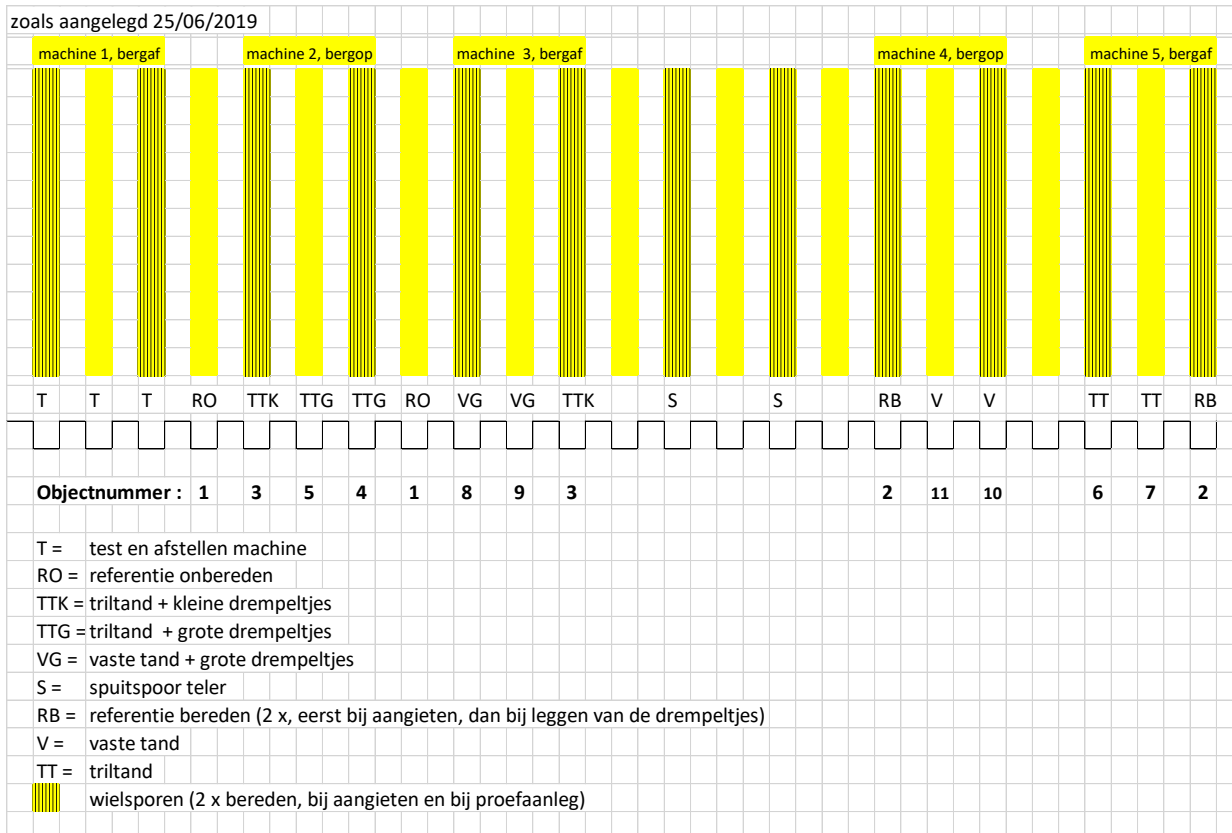 zoals aangelegd 25/06/2019
machine 1, bergaf machine 2, bergop machine 3, bergaf machine 4, bergop machine 5, bergaf
T T T RO TTK TTG TTG RO VG VG TTK S S RB V V TT TT RB
Objectnummer : 1 3 5 4 1 8 9 3 2 11 10 6 7 2
T = test en afstellen machine
RO = referentie onbereden
TTK = triltand + kleine drempeltjes
TTG = triltand + grote drempeltjes
VG = vaste tand + grote drempeltjes
S = spuitspoor teler
RB = referentie bereden (2 x, eerst bij aangieten, dan bij leggen van de drempeltjes)
V = vaste tand
TT = triltand
wielsporen (2 x bereden, bij aangieten en bij proefaanleg)